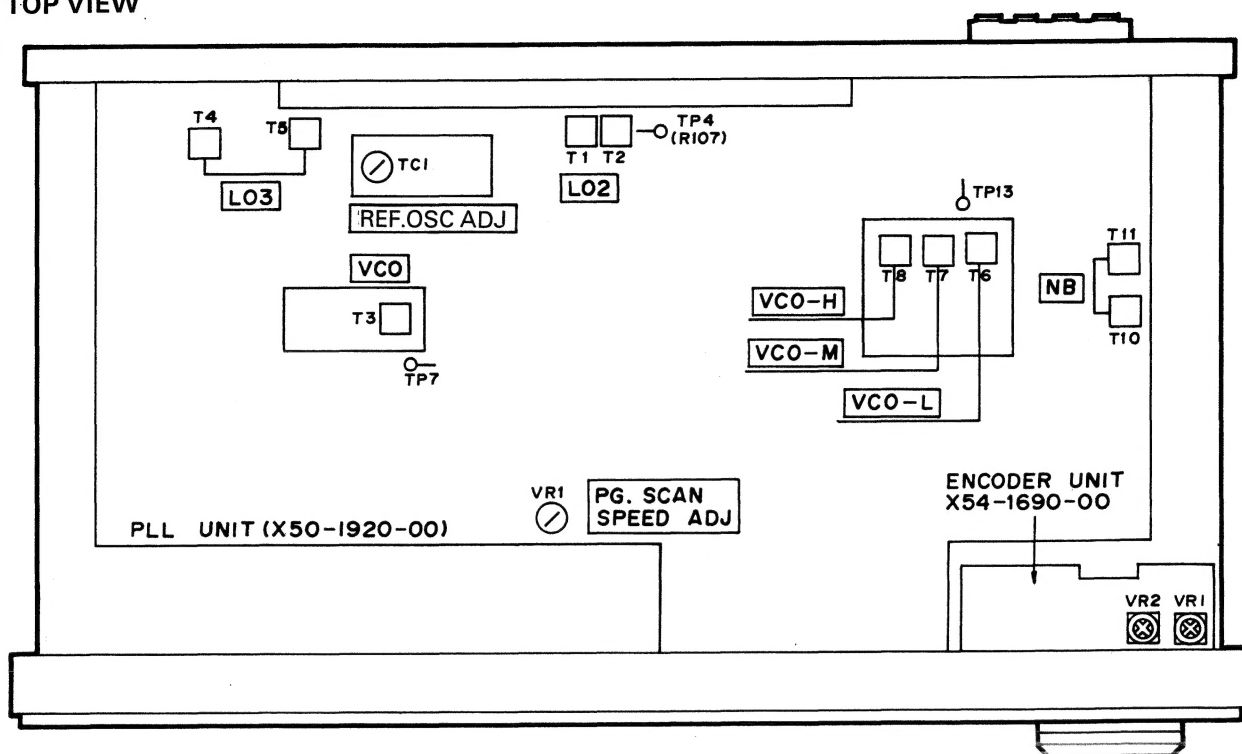 TOP VIEW
T4
T5
TC1
T1 T2
TP4
(R107)
LO3
LO2
REF.OSC ADJ
TP13
T8 T7 T6
T11
NB
T10
VCO
T3
TP7
VCO-H
VCO-M
VCO-L
VR1
PG. SCAN
SPEED ADJ
ENCODER UNIT
X54-1690-00
PLL UNIT (X50-1920-00)
VR2 VR1